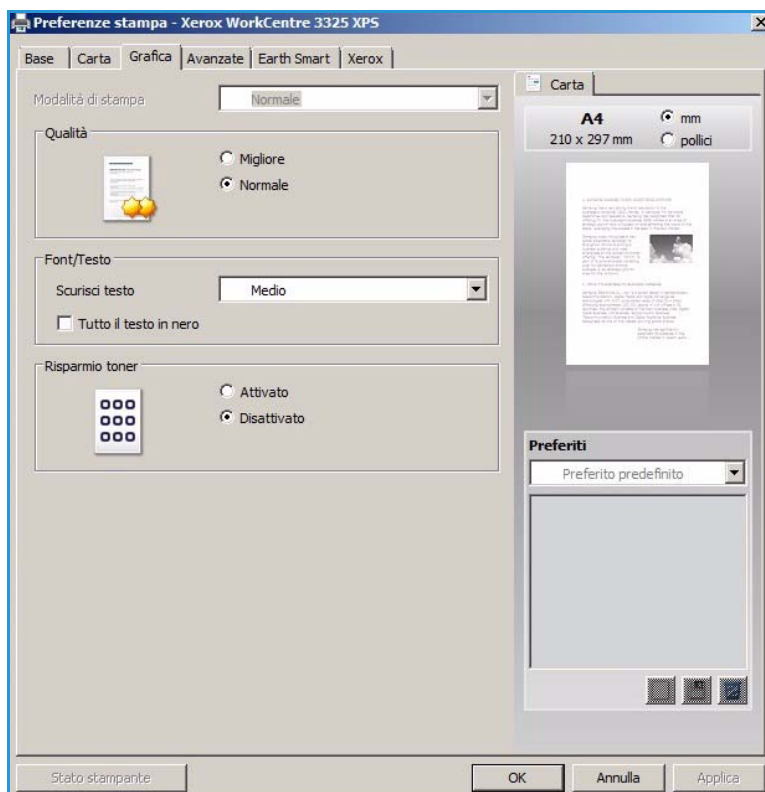 Preferenze stampa - Xerox WorkCentre 3325 XPS
Base Carta Grafica Avanzate Earth Smart Xerox
Modalità di stampa Normale
Qualità
Migliore
Normale
Font/Testo
Scurisci testo Medio
Tutto il testo in nero
Risparmio toner
Attivato
Disattivato
Carta
A4 mm
210 x 297 mm pollici
Preferiti
Preferito predefinito
Stato stampante OK Annulla Applica